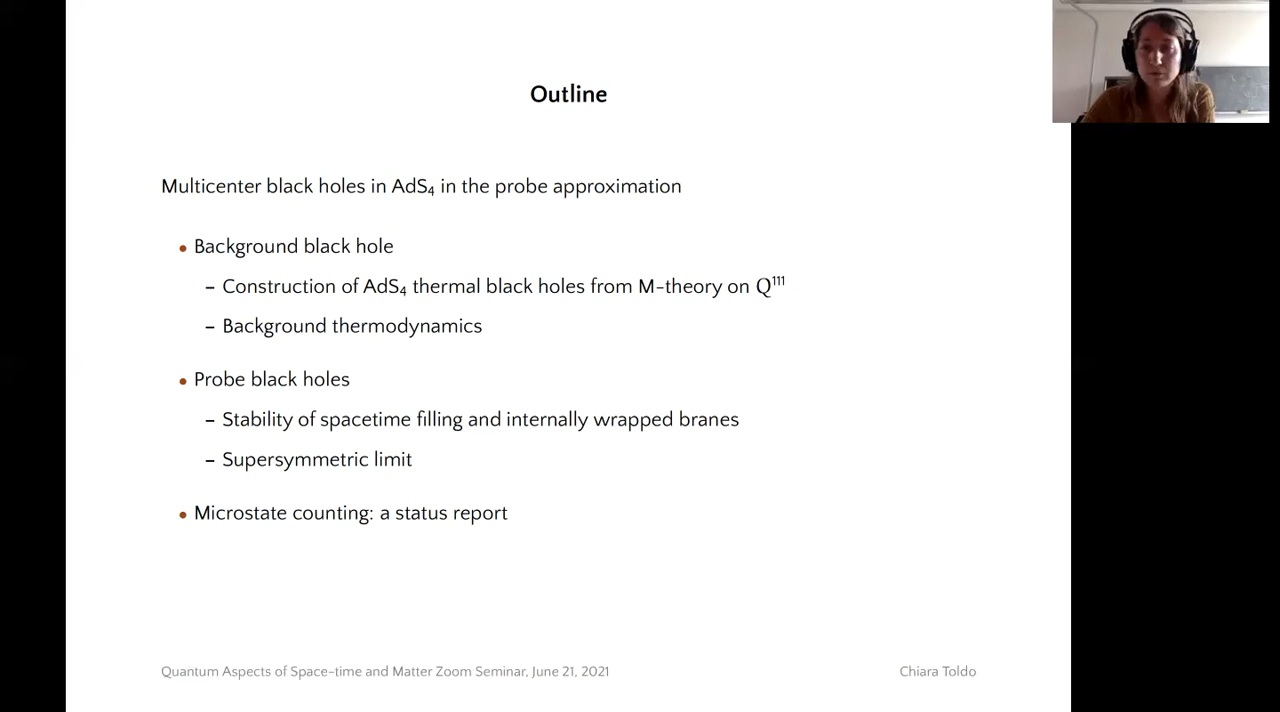 Outline
Multicenter black holes in AdS₄ in the probe approximation
• Background black hole
– Construction of AdS₄ thermal black holes from M-theory on Q¹¹¹
– Background thermodynamics
• Probe black holes
– Stability of spacetime filling and internally wrapped branes
– Supersymmetric limit
• Microstate counting: a status report
Quantum Aspects of Space-time and Matter Zoom Seminar, June 21, 2021
Chiara Toldo